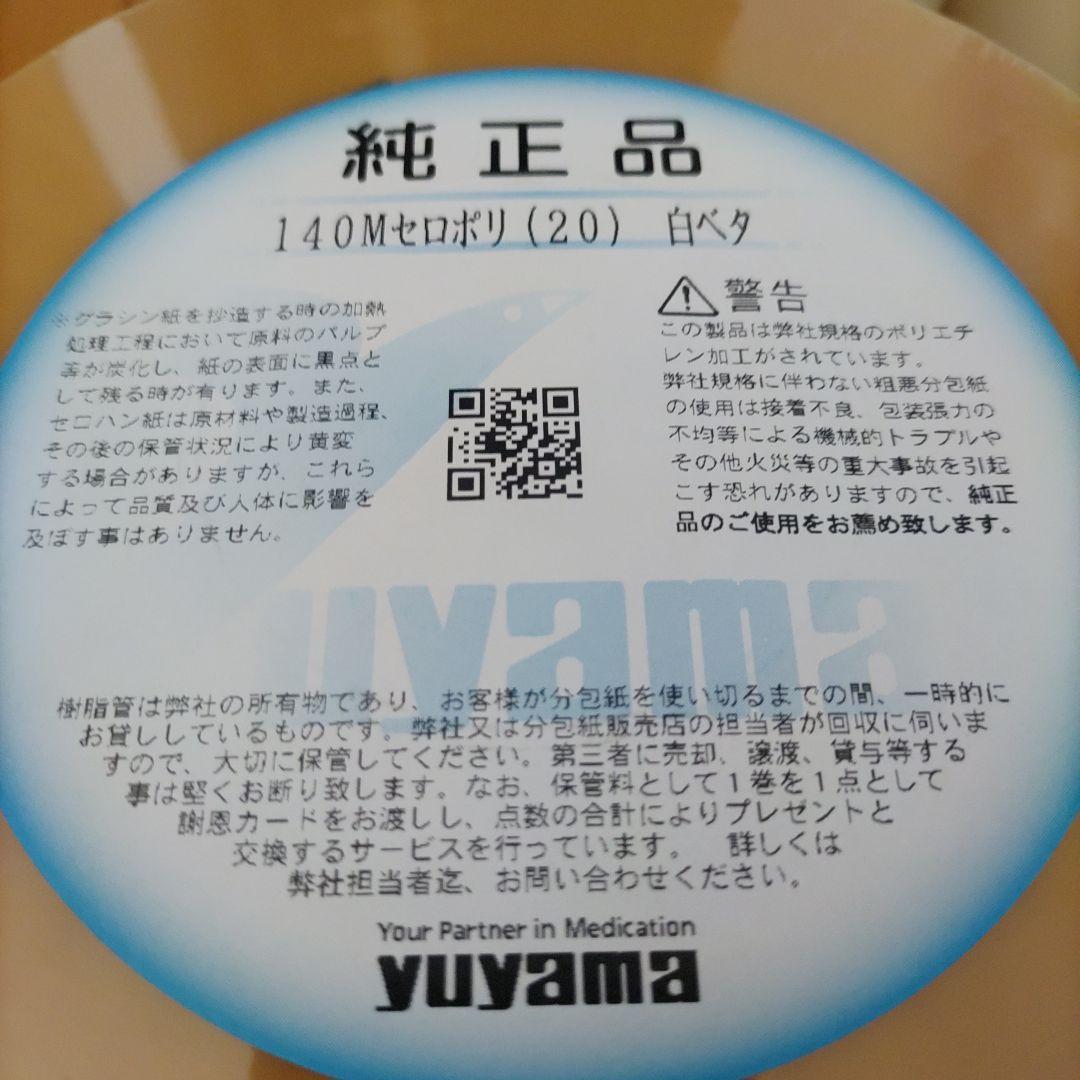 純正品
140Mセロポリ(20) 白ベタ
※グラシン紙を抄造する時の加熱
処理工程において原料のパルプ
等が炭化し、紙の表面に黒点と
して残る時が有ります。また、
セロハン紙は原材料や製造過程、
その後の保管状況により黄変
する場合がありますが、これら
によって品質及び人体に影響を
及ぼす事はありません。
警告
この製品は弊社規格のポリエチ
レン加工がされています。
弊社規格に伴わない粗悪分包紙
の使用は接着不良、包装張力の
不均等による機械的トラブルや
その他火災等の重大事故を引起
こす恐れがありますので、純正
品のご使用をお薦め致します。
yuyama
樹脂管は弊社の所有物であり、お客様が分包紙を使い切るまでの間、一時的に
お貸ししているものです。弊社又は分包紙販売店の担当者が回収に伺いま
すので、大切に保管してください。第三者に売却、譲渡、貸与等する
事は堅くお断り致します。なお、保管料として1巻を1点として
謝恩カードをお渡しし、点数の合計によりプレゼントと
交換するサービスを行っています。 詳しくは
弊社担当者迄、お問い合わせください。
Your Partner in Medication
yuyama